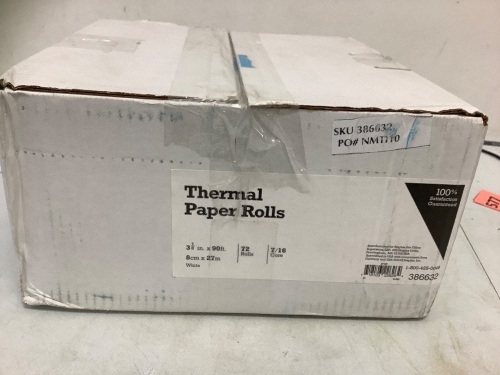 SKU 386632
PO# NM1110
100%
Satisfaction
Guaranteed
Thermal
Paper Rolls
3⅛ in. x 90ft.
8cm x 27m
White
72
Rolls
7/16
Core
386632